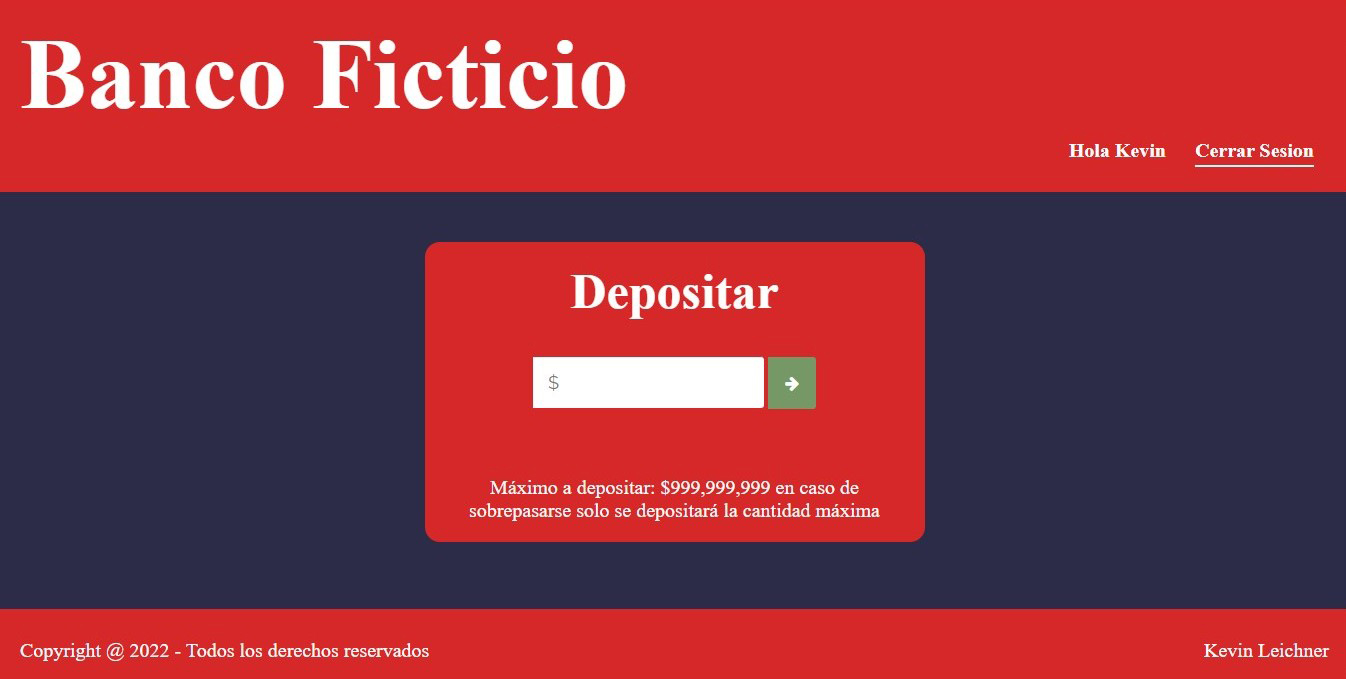 Banco Ficticio
Hola Kevin Cerrar Sesion
Depositar
$
Máximo a depositar: $999,999,999 en caso de
sobrepasarse solo se depositará la cantidad máxima
Copyright @ 2022 - Todos los derechos reservados
Kevin Leichner